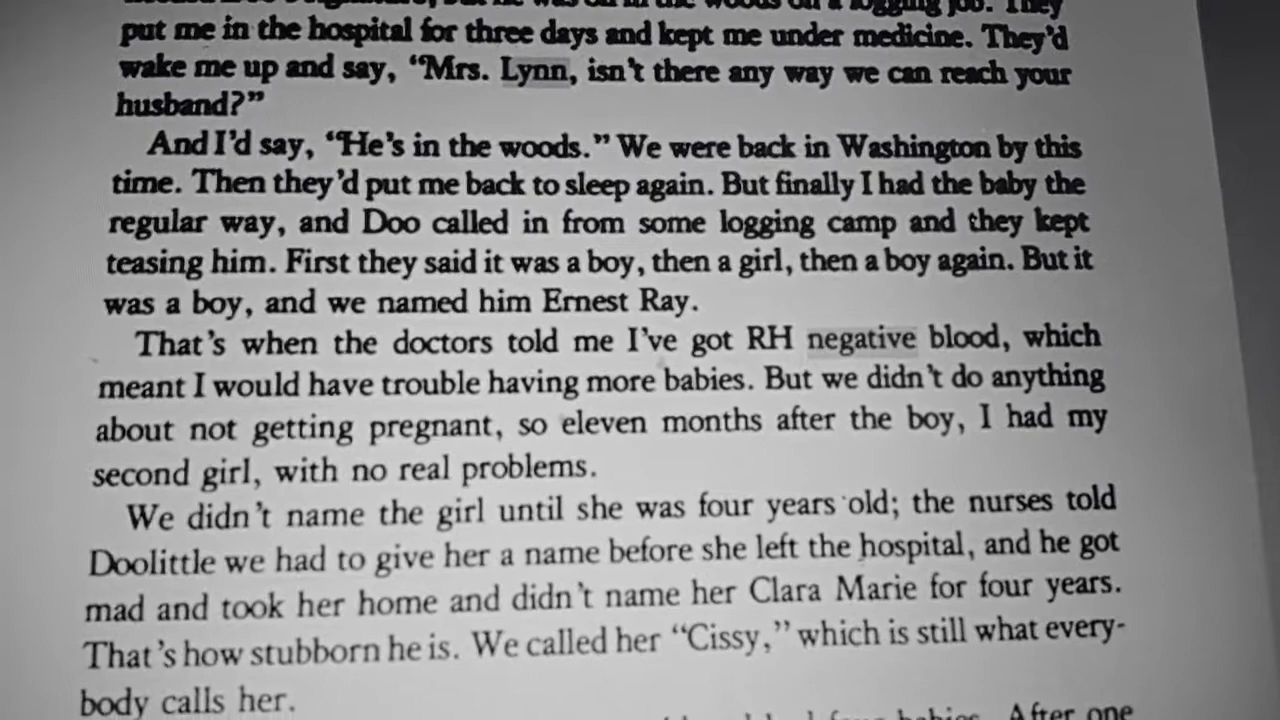 put me in the hospital for three days and kept me under medicine. They'd
wake me up and say, "Mrs. Lynn, isn't there any way we can reach your
husband?"
And I'd say, "He's in the woods." We were back in Washington by this
time. Then they'd put me back to sleep again. But finally I had the baby the
regular way, and Doo called in from some logging camp and they kept
teasing him. First they said it was a boy, then a girl, then a boy again. But it
was a boy, and we named him Ernest Ray.
That's when the doctors told me I've got RH negative blood, which
meant I would have trouble having more babies. But we didn't do anything
about not getting pregnant, so eleven months after the boy, I had my
second girl, with no real problems.
We didn't name the girl until she was four years old; the nurses told
Doolittle we had to give her a name before she left the hospital, and he got
mad and took her home and didn't name her Clara Marie for four years.
That's how stubborn he is. We called her "Cissy," which is still what every-
body calls her.
babies. After one